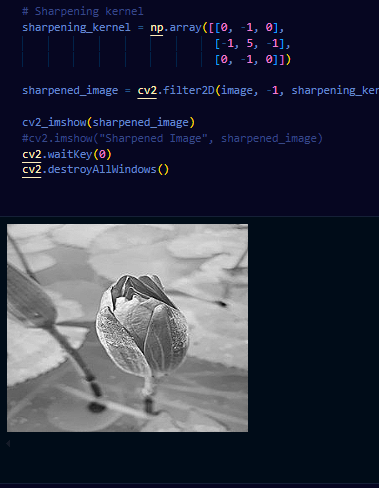 # Sharpening kernel
sharpening_kernel = np.array([[0, -1, 0],
[-1, 5, -1],
[0, -1, 0]])
sharpened_image = cv2.filter2D(image, -1, sharpening_ker
cv2_imshow(sharpened_image)
#cv2.imshow("Sharpened Image", sharpened_image)
cv2.waitKey(0)
cv2.destroyAllWindows()